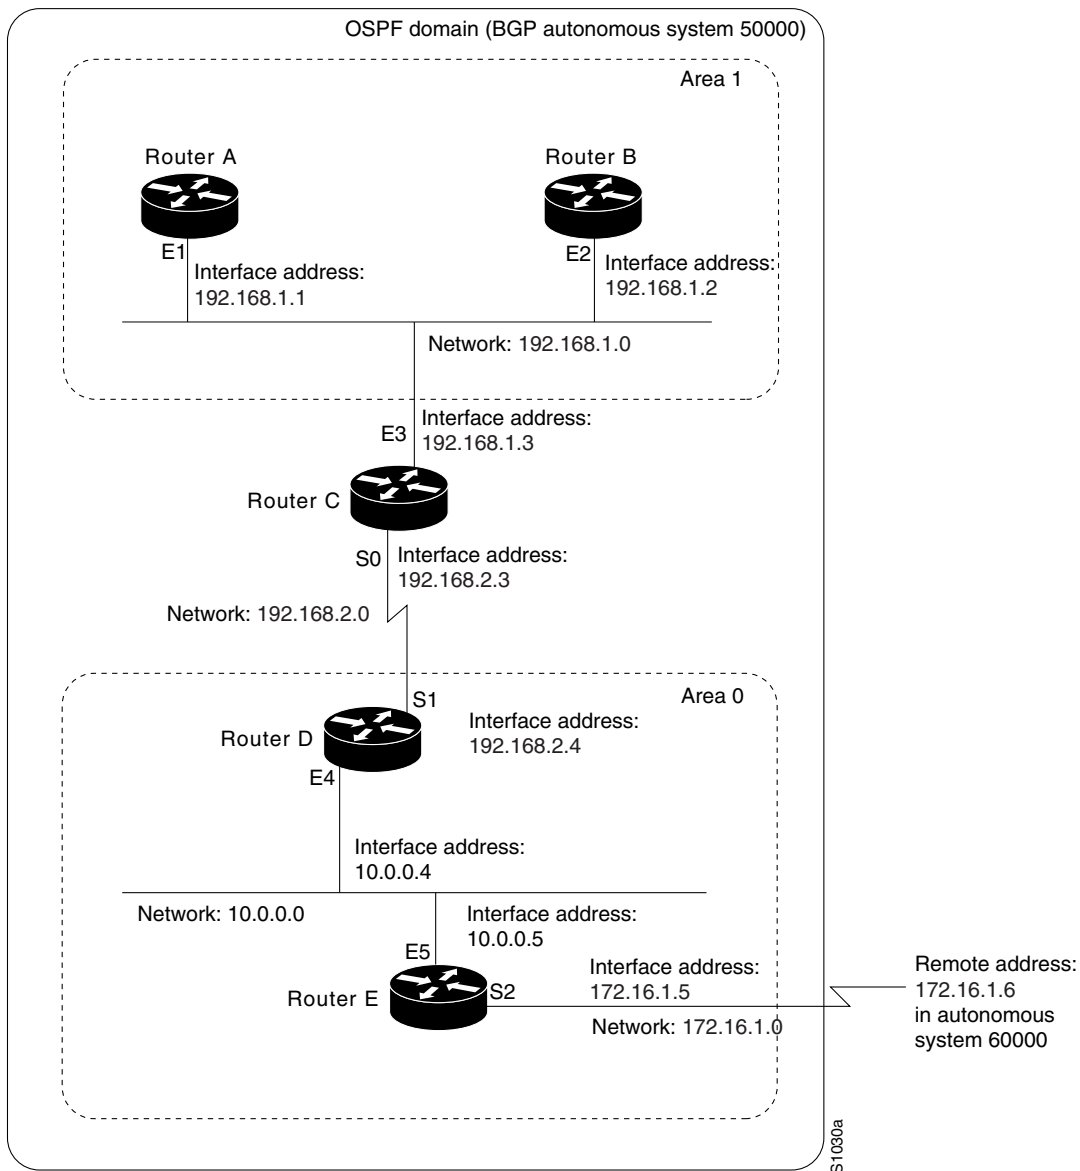 OSPF domain (BGP autonomous system 50000)
Area 1
Router A
Router B
E1
Interface address:
192.168.1.1
E2
Interface address:
192.168.1.2
Network: 192.168.1.0
E3
Interface address:
192.168.1.3
Router C
S0
Interface address:
192.168.2.3
Network: 192.168.2.0
Area 0
S1
Interface address:
192.168.2.4
Router D
E4
Interface address:
10.0.0.4
Network: 10.0.0.0
Interface address:
10.0.0.5
E5
Router E
S2
Interface address:
172.16.1.5
Network: 172.16.1.0
Remote address:
172.16.1.6
in autonomous
system 60000
S1030a